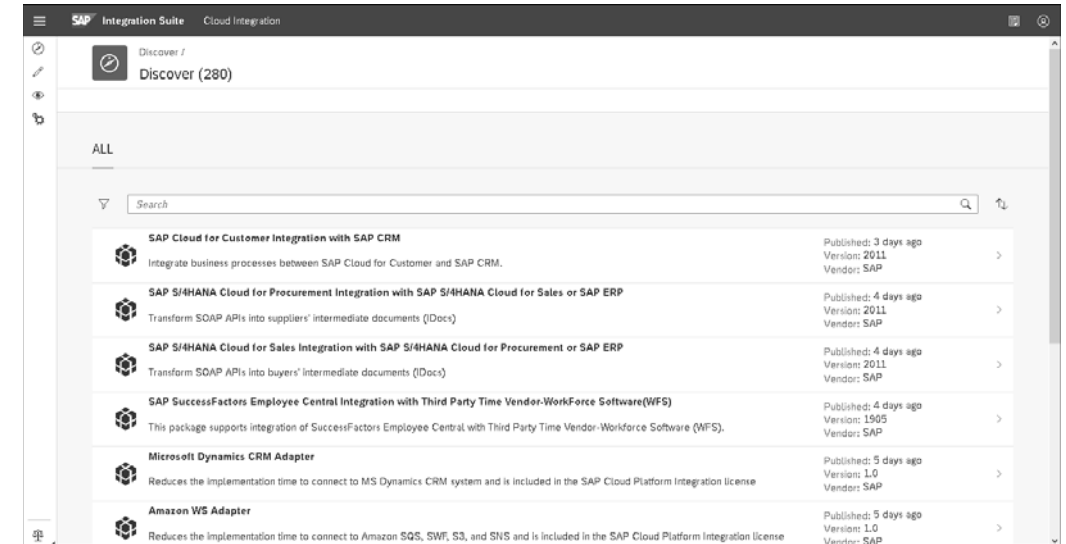 SAP Integration Suite Cloud Integration
Discover /
Discover (280)
ALL
Search
SAP Cloud for Customer Integration with SAP CRM
Integrate business processes between SAP Cloud for Customer and SAP CRM.
Published: 3 days ago
Version: 2011
Vendor: SAP
SAP S/4HANA Cloud for Procurement Integration with SAP S/4HANA Cloud for Sales or SAP ERP
Transform SOAP APIs into suppliers' intermediate documents (IDocs)
Published: 4 days ago
Version: 2011
Vendor: SAP
SAP S/4HANA Cloud for Sales Integration with SAP S/4HANA Cloud for Procurement or SAP ERP
Transform SOAP APIs into buyers' intermediate documents (IDocs)
Published: 4 days ago
Version: 2011
Vendor: SAP
SAP SuccessFactors Employee Central Integration with Third Party Time Vendor-WorkForce Software(WFS)
This package supports integration of SuccessFactors Employee Central with Third Party Time Vendor-Workforce Software (WFS).
Published: 4 days ago
Version: 1905
Vendor: SAP
Microsoft Dynamics CRM Adapter
Reduces the implementation time to connect to MS Dynamics CRM system and is included in the SAP Cloud Platform Integration license
Published: 5 days ago
Version: 1.0
Vendor: SAP
Amazon WS Adapter
Reduces the implementation time to connect to Amazon SQS, SWF, S3, and SNS and is included in the SAP Cloud Platform Integration license
Published: 5 days ago
Version: 1.0
Vendor: SAP